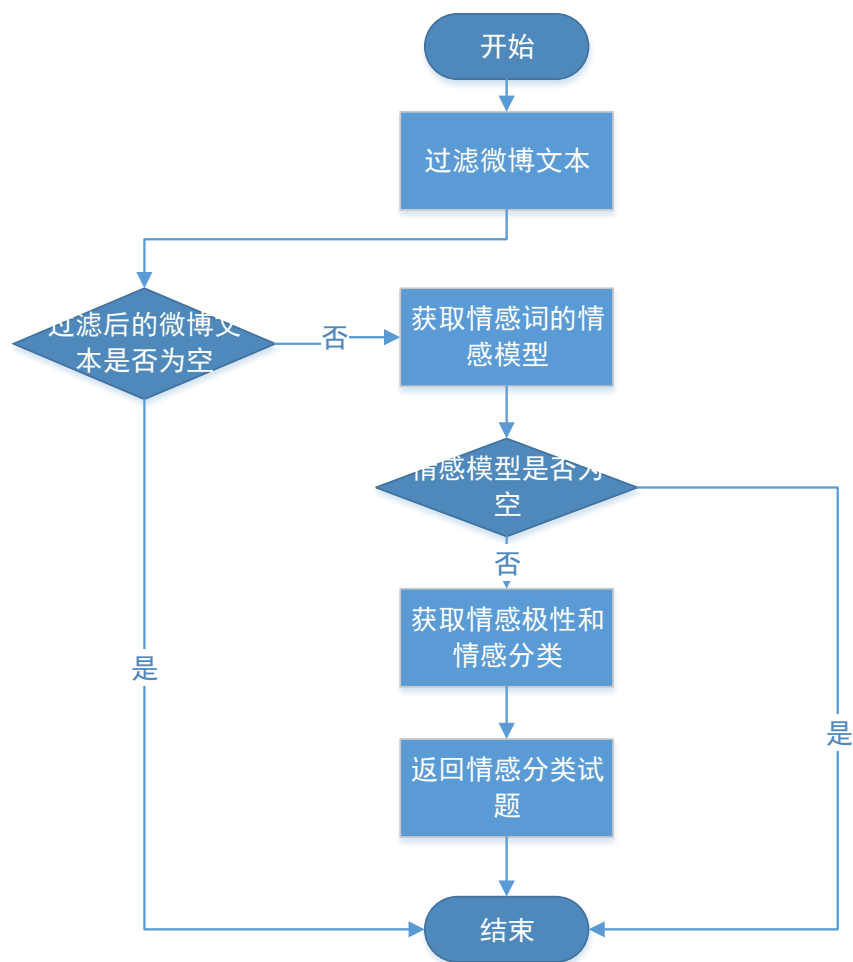 开始
过滤微博文本
过滤后的微博文
本是否为空
否
获取情感词的情
感模型
情感模型是否为
空
否
获取情感极性和
情感分类
是
是
返回情感分类试
题
结束